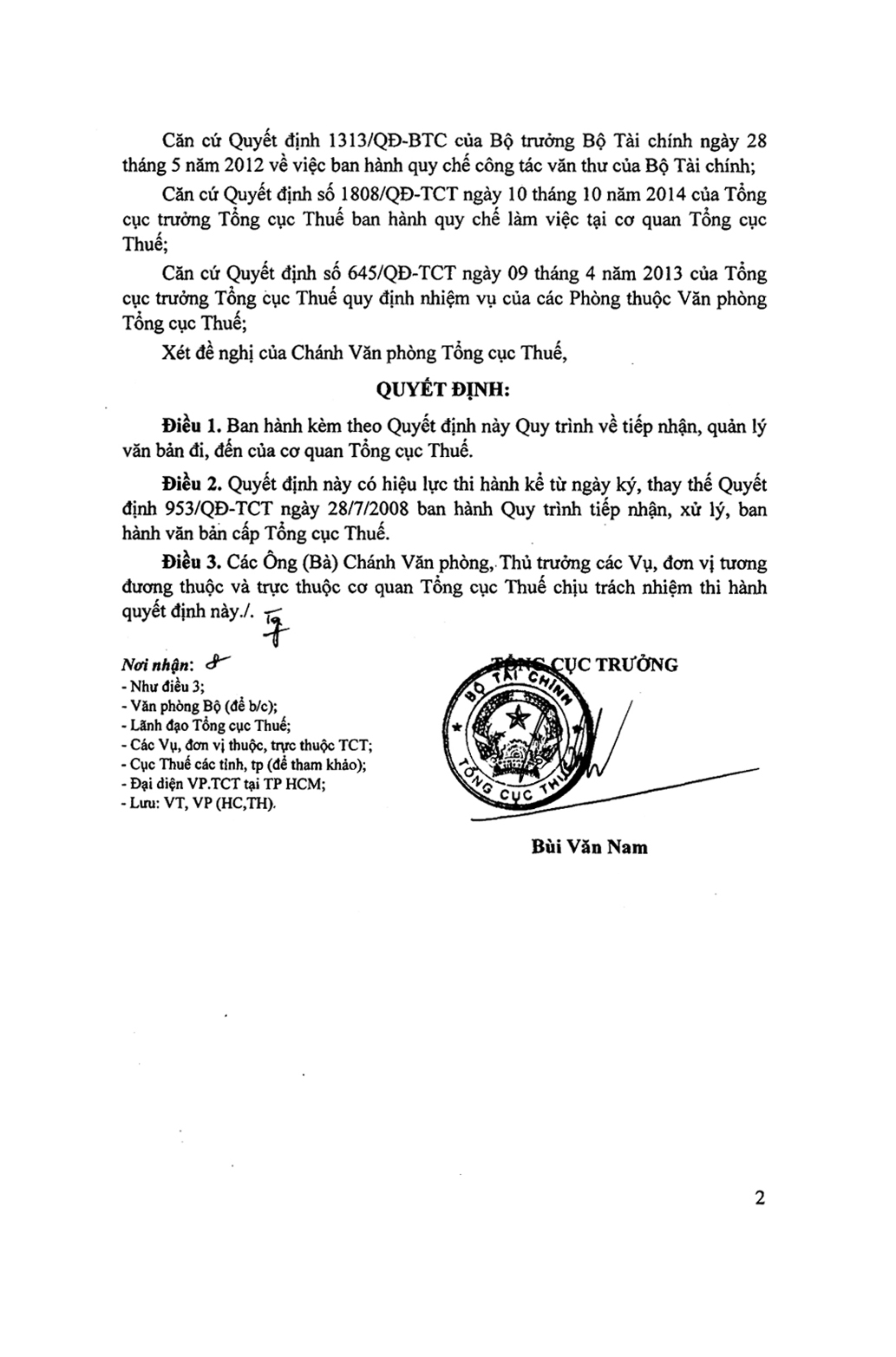 Căn cứ Quyết định 1313/QĐ-BTC của Bộ trưởng Bộ Tài chính ngày 28
tháng 5 năm 2012 về việc ban hành quy chế công tác văn thư của Bộ Tài chính;
Căn cứ Quyết định số 1808/QĐ-TCT ngày 10 tháng 10 năm 2014 của Tổng
cục trưởng Tổng cục Thuế ban hành quy chế làm việc tại cơ quan Tổng cục
Thuế;
Căn cứ Quyết định số 645/QĐ-TCT ngày 09 tháng 4 năm 2013 của Tổng
cục trưởng Tổng cục Thuế quy định nhiệm vụ của các Phòng thuộc Văn phòng
Tổng cục Thuế;
Xét đề nghị của Chánh Văn phòng Tổng cục Thuế,
QUYẾT ĐỊNH:
Điều 1. Ban hành kèm theo Quyết định này Quy trình về tiếp nhận, quản lý
văn bản đi, đến của cơ quan Tổng cục Thuế.
Điều 2. Quyết định này có hiệu lực thi hành kể từ ngày ký, thay thế Quyết
định 953/QĐ-TCT ngày 28/7/2008 ban hành Quy trình tiếp nhận, xử lý, ban
hành văn bản cấp Tổng cục Thuế.
Điều 3. Các Ông (Bà) Chánh Văn phòng, Thủ trưởng các Vụ, đơn vị tương
đương thuộc và trực thuộc cơ quan Tổng cục Thuế chịu trách nhiệm thi hành
quyết định này./.
Nơi nhận:
- Như điều 3;
- Văn phòng Bộ (để b/c);
- Lãnh đạo Tổng cục Thuế;
- Các Vụ, đơn vị thuộc, trực thuộc TCT;
- Cục Thuế các tỉnh, tp (để tham khảo);
- Đại diện VP.TCT tại TP HCM;
- Lưu: VT, VP (HC,TH).
TỔNG CỤC TRƯỞNG
BỘ TÀI CHÍNH
TỔNG CỤC THUẾ
Bùi Văn Nam
2